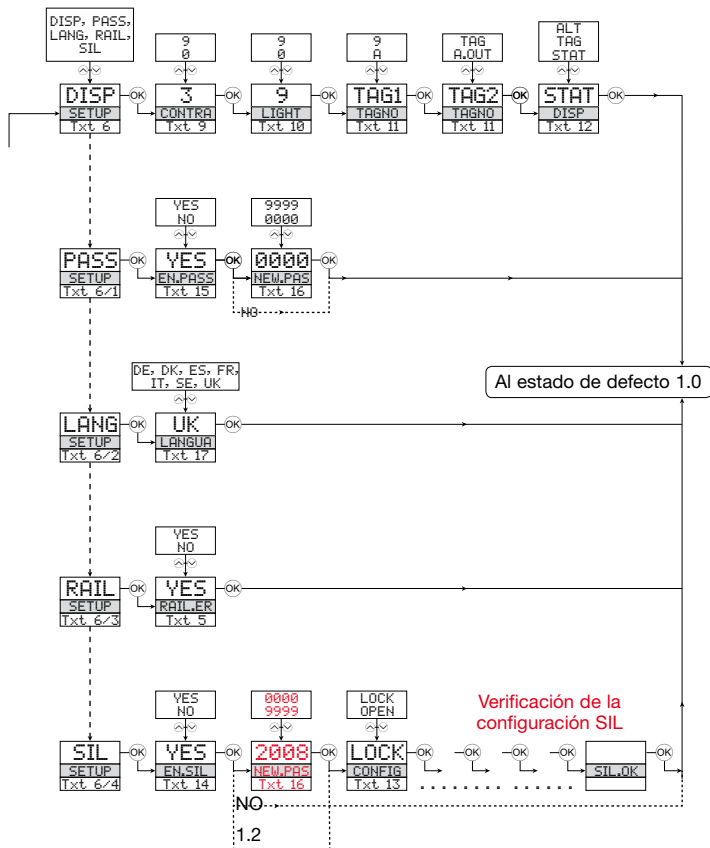 DISP, PASS,
LANG, RAIL,
SIL
9
0
9
0
9
A
TAG
A.OUT
ALT
TAG
STAT
DISP
SETUP
Txt 6
OK
3
CONTRA
Txt 9
OK
9
LIGHT
Txt 10
OK
TAG1
TAGNO
Txt 11
OK
TAG2
TAGNO
Txt 11
OK
STAT
DISP
Txt 12
OK
YES
NO
9999
0000
PASS
SETUP
Txt 6/1
OK
YES
EN.PASS
Txt 15
OK
0000
NEW.PAS
Txt 16
OK
NO
Al estado de defecto 1.0
DE, DK, ES, FR,
IT, SE, UK
LANG
SETUP
Txt 6/2
OK
UK
LANGUA
Txt 17
OK
YES
NO
RAIL
SETUP
Txt 6/3
OK
YES
RAIL.ER
Txt 5
OK
YES
NO
0000
9999
LOCK
OPEN
Verificación de la
configuración SIL
SIL
SETUP
Txt 6/4
OK
YES
EN.SIL
Txt 14
OK
2008
NEW.PAS
Txt 16
OK
LOCK
CONFIG
Txt 13
OK
OK
OK
OK
SIL.OK
OK
NO
1.2